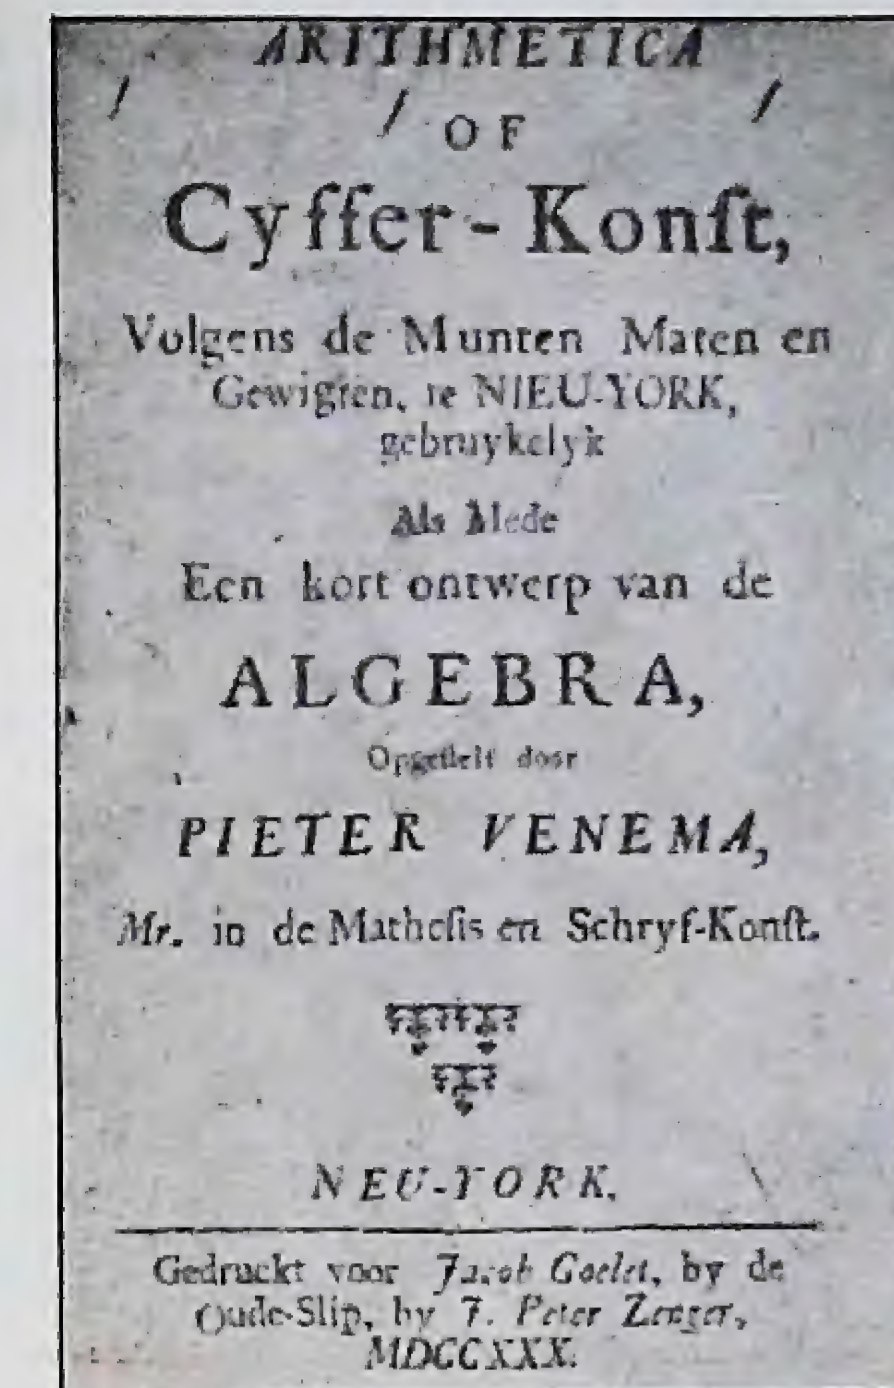 ARITHMETICA
OF
Cyffer-Konſt,
Volgens de Munten Maten en
Gewigten, te NIEU-YORK,
gebruykelyk
Als Mede
Een kort ontwerp van de
ALGEBRA,
Opgeſtelt door
PIETER VENEMA,
Mr. in de Matheſis en Schryf-Konſt.
NEU-YORK,
Gedruckt voor Jacob Goelet, by de
Oude-Slip, by J. Peter Zenger,
MDCCXXX.